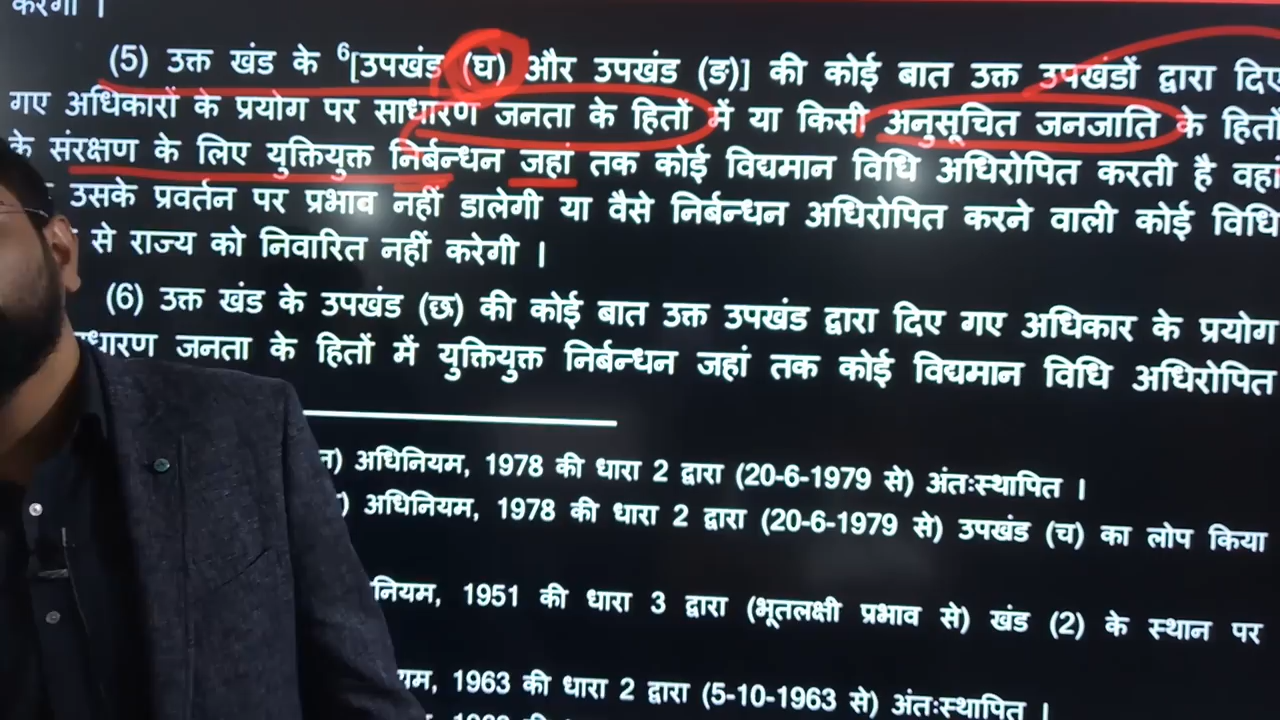 करेगी ।
(5) उक्त खंड के ⁶[उपखंड (घ) और उपखंड (ङ)] की कोई बात उक्त उपखंडों द्वारा दिए
गए अधिकारों के प्रयोग पर साधारण जनता के हितों में या किसी अनुसूचित जनजाति के हितों
के संरक्षण के लिए युक्तियुक्त निर्बन्धन जहां तक कोई विद्यमान विधि अधिरोपित करती है वहां
उसके प्रवर्तन पर प्रभाव नहीं डालेगी या वैसे निर्बन्धन अधिरोपित करने वाली कोई विधि
से राज्य को निवारित नहीं करेगी ।
(6) उक्त खंड के उपखंड (छ) की कोई बात उक्त उपखंड द्वारा दिए गए अधिकार के प्रयोग
जनता के हितों में युक्तियुक्त निर्बन्धन जहां तक कोई विद्यमान विधि अधिरोपित
अधिनियम, 1978 की धारा 2 द्वारा (20-6-1979 से) अंतःस्थापित ।
अधिनियम, 1978 की धारा 2 द्वारा (20-6-1979 से) उपखंड (च) का लोप किया
1951 की धारा 3 द्वारा (भूतलक्षी प्रभाव से) खंड (2) के स्थान पर
1963 की धारा 2 द्वारा (5-10-1963 से) अंतःस्थापित ।